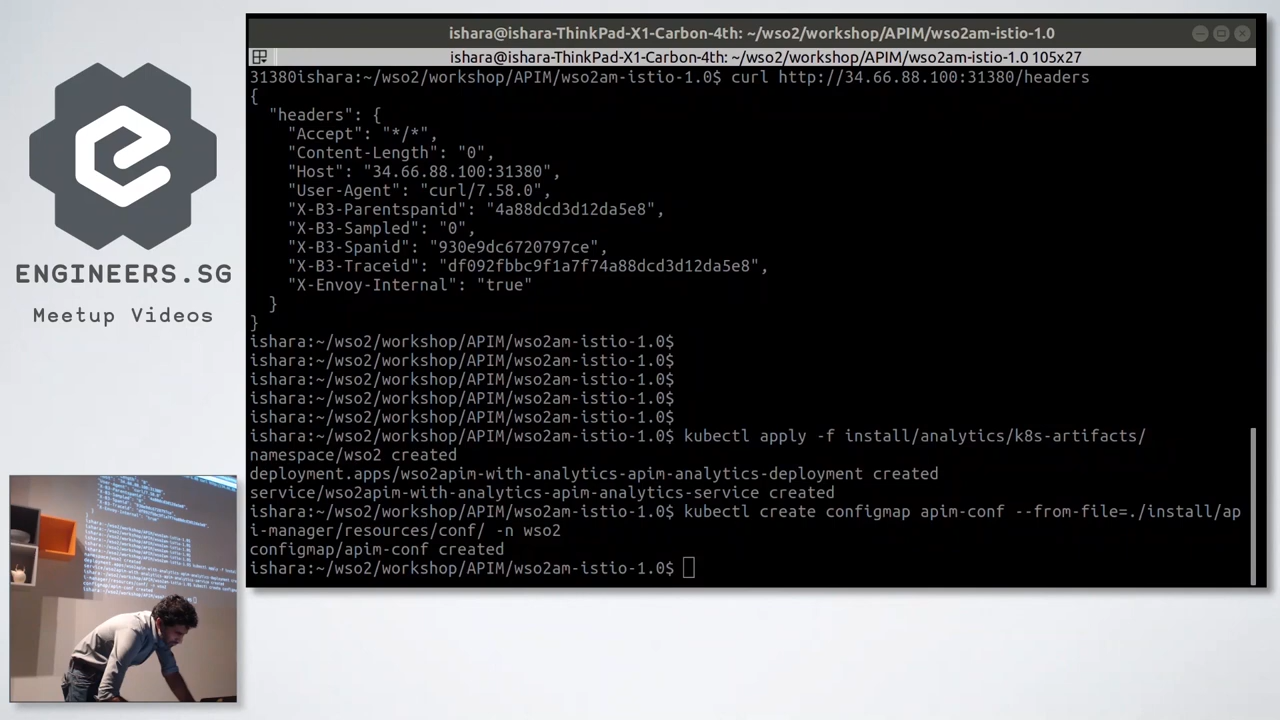 ishara@ishara-ThinkPad-X1-Carbon-4th: ~/wso2/workshop/APIM/wso2am-istio-1.0
ishara@ishara-ThinkPad-X1-Carbon-4th: ~/wso2/workshop/APIM/wso2am-istio-1.0 105x27
31380ishara:~/wso2/workshop/APIM/wso2am-istio-1.0$ curl http://34.66.88.100:31380/headers
{
  "headers": {
    "Accept": "*/*",
    "Content-Length": "0",
    "Host": "34.66.88.100:31380",
    "User-Agent": "curl/7.58.0",
    "X-B3-Parentspanid": "4a88dcd3d12da5e8",
    "X-B3-Sampled": "0",
    "X-B3-Spanid": "930e9dc6720797ce",
    "X-B3-Traceid": "df092fbbc9f1a7f74a88dcd3d12da5e8",
    "X-Envoy-Internal": "true"
  }
}
ishara:~/wso2/workshop/APIM/wso2am-istio-1.0$
ishara:~/wso2/workshop/APIM/wso2am-istio-1.0$
ishara:~/wso2/workshop/APIM/wso2am-istio-1.0$
ishara:~/wso2/workshop/APIM/wso2am-istio-1.0$
ishara:~/wso2/workshop/APIM/wso2am-istio-1.0$
ishara:~/wso2/workshop/APIM/wso2am-istio-1.0$ kubectl apply -f install/analytics/k8s-artifacts/
namespace/wso2 created
deployment.apps/wso2apim-with-analytics-apim-analytics-deployment created
service/wso2apim-with-analytics-apim-analytics-service created
ishara:~/wso2/workshop/APIM/wso2am-istio-1.0$ kubectl create configmap apim-conf --from-file=./install/ap
i-manager/resources/conf/ -n wso2
configmap/apim-conf created
ishara:~/wso2/workshop/APIM/wso2am-istio-1.0$
ENGINEERS.SG
Meetup Videos